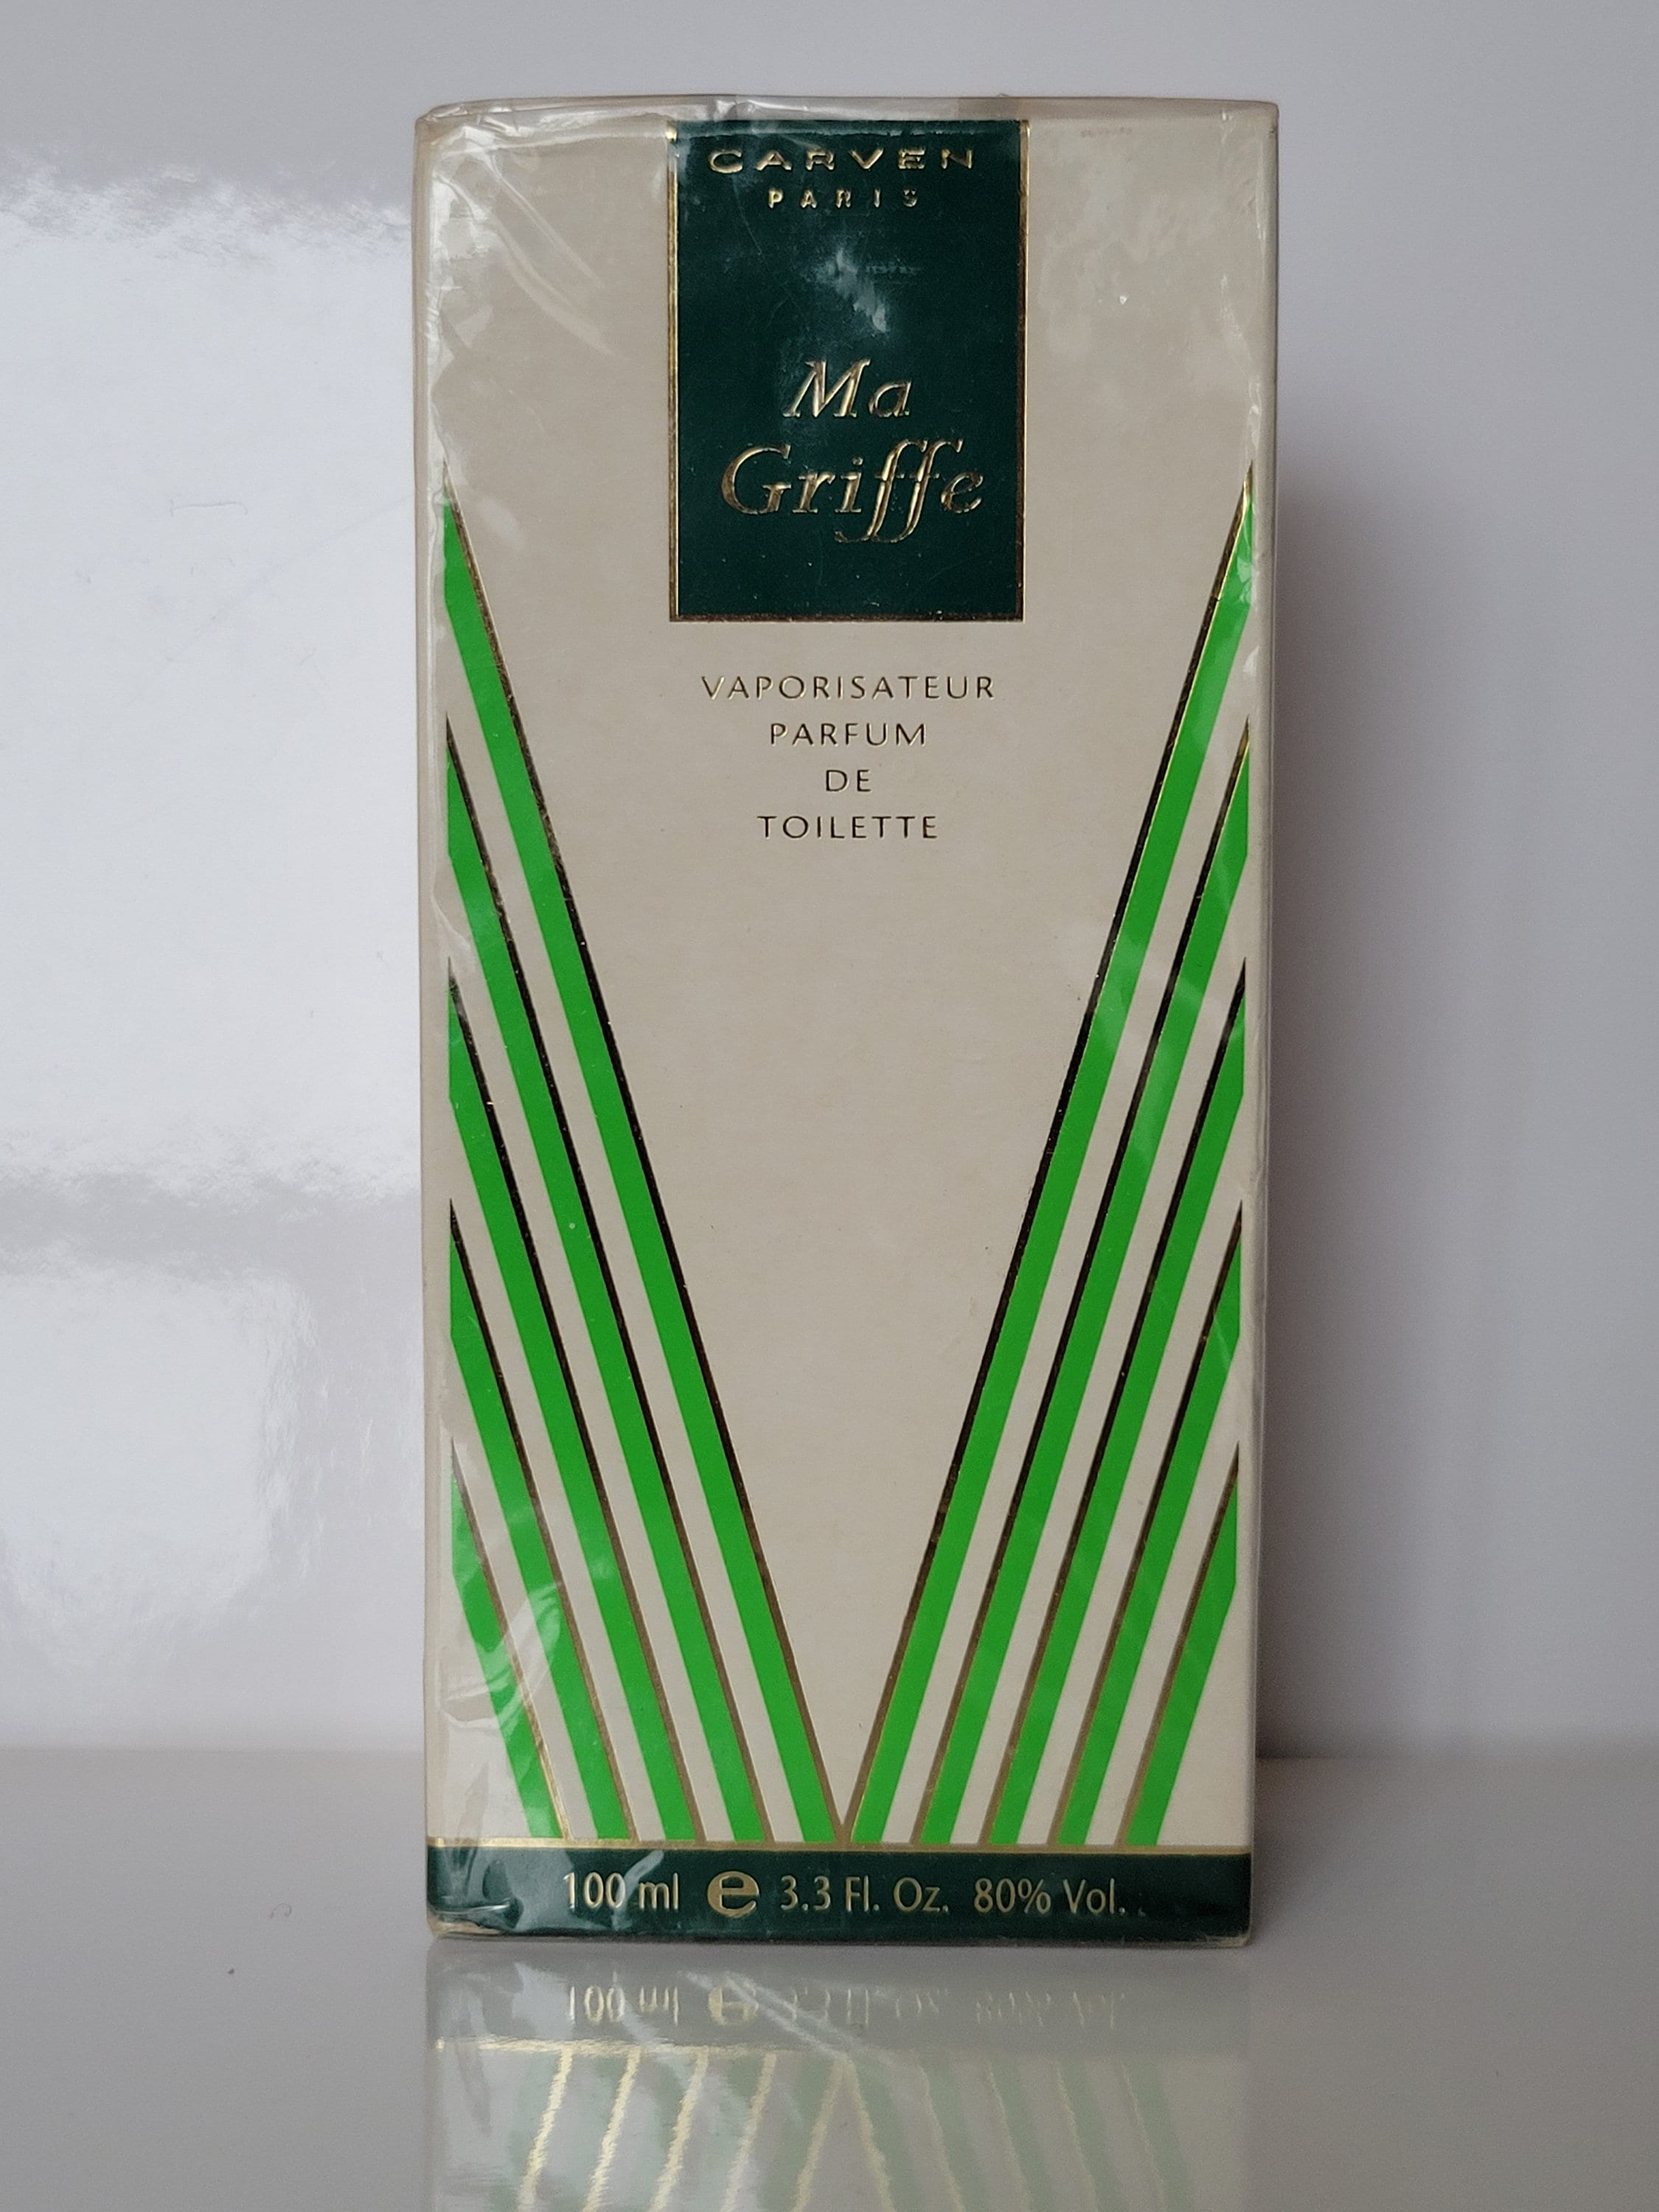 CARVEN
PARIS
Ma
Griffe
VAPORISATEUR
PARFUM
DE
TOILETTE
100 ml e 3.3 Fl. Oz. 80% Vol.